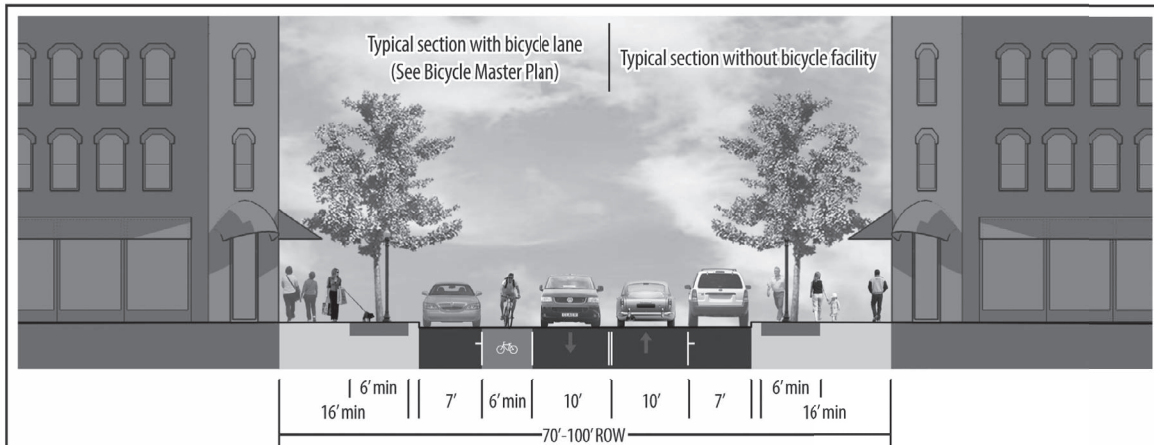 Typical section with bicycle lane
(See Bicycle Master Plan)
Typical section without bicycle facility
6' min
16' min
7'
6' min
10'
10'
7'
6' min
16' min
70'-100' ROW